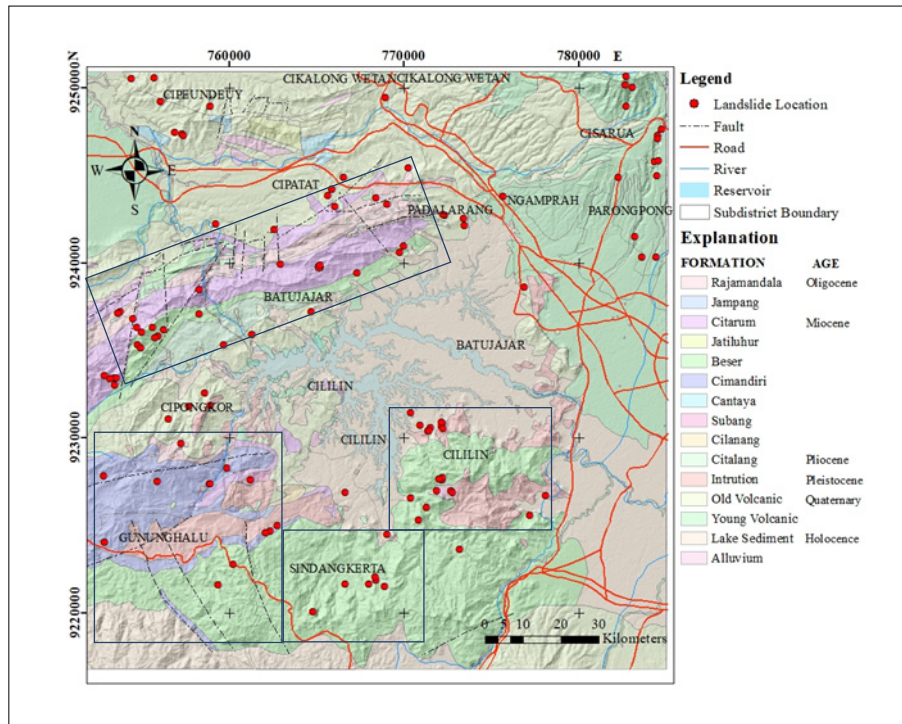 760000 770000 780000 E
N
9250000
9240000
9230000
9220000
CIKALONG WETANCIKALONG WETAN
CIPEUNDEUY
CISARUA
N
W E
S
CIPATAT
NGAMPRAH
PADALARANG
PARONGPONG
BATUJAJAR
BATUJAJAR
CILILIN
CIPONGKOR
CILILIN
CILILIN
GUNUNGHALU
SINDANGKERTA
0 5 10 20 30
Kilometers
Legend
Landslide Location
Fault
Road
River
Reservoir
Subdistrict Boundary
Explanation
FORMATION AGE
Rajamandala Oligocene
Jampang
Citarum Miocene
Jatiluhur
Beser
Cimandiri
Cantaya
Subang
Cilanang
Citalang Pliocene
Intrution Pleistocene
Old Volcanic Quaternary
Young Volcanic
Lake Sediment Holocence
Alluvium